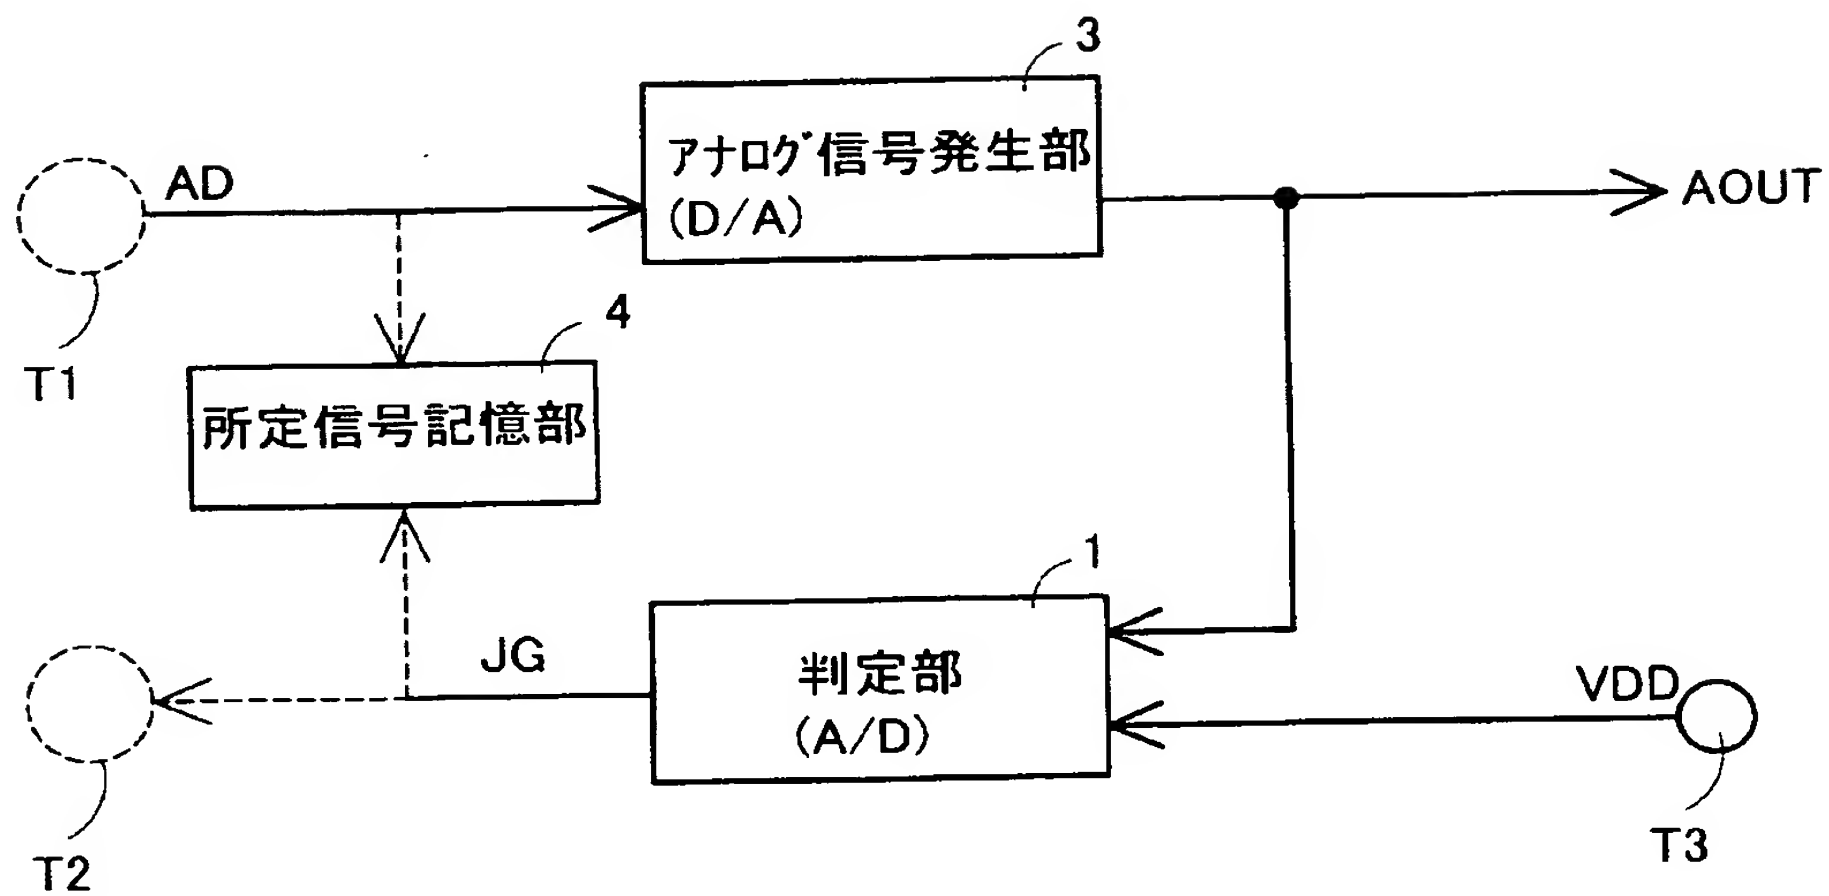 3
アナログ信号発生部
(D/A)
AD
AOUT
T1
4
所定信号記憶部
1
JG
判定部
(A/D)
VDD
T2
T3